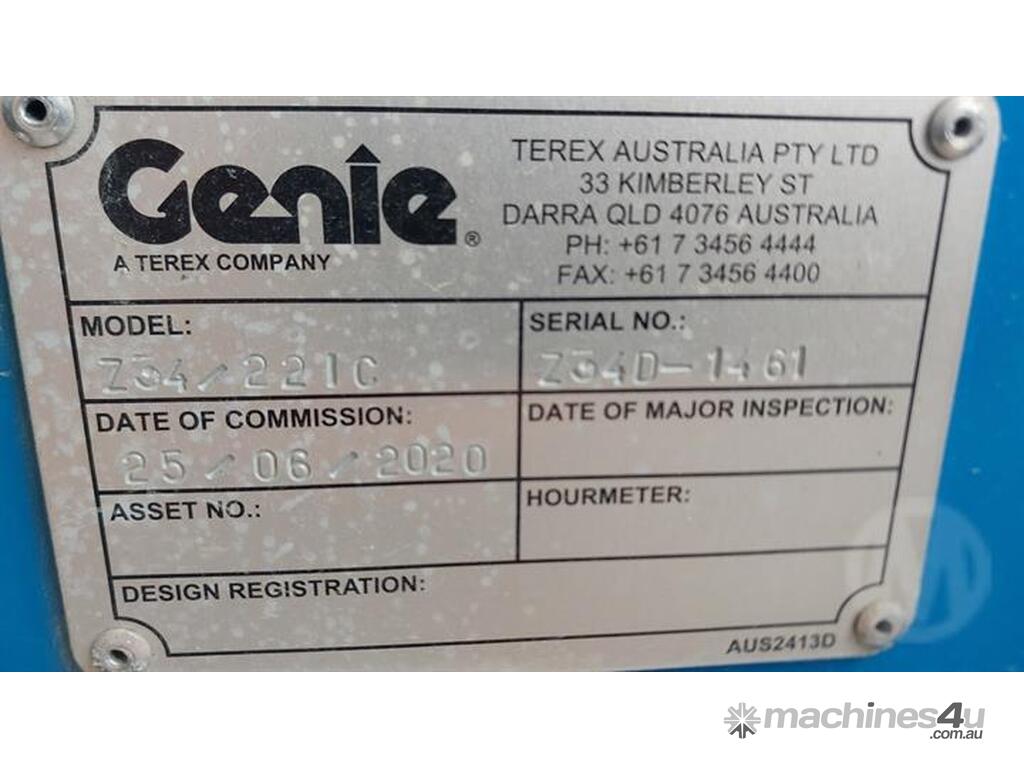 Genie®
A TEREX COMPANY
TEREX AUSTRALIA PTY LTD
33 KIMBERLEY ST
DARRA QLD 4076 AUSTRALIA
PH: +61 7 3456 4444
FAX: +61 7 3456 4400
MODEL:
Z34/22IC
SERIAL NO.:
Z34D-1461
DATE OF COMMISSION:
25/06/2020
DATE OF MAJOR INSPECTION:
ASSET NO.:
HOURMETER:
DESIGN REGISTRATION:
AUS2413D
M
machines4u
.com.au